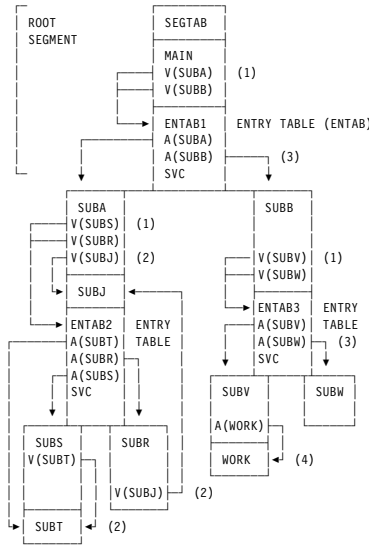 ROOT SEGTAB
SEGMENT
MAIN
V(SUBA) (1)
V(SUBB)
ENTAB1 ENTRY TABLE (ENTAB)
A(SUBA)
A(SUBB) (3)
SVC
SUBA SUBB
V(SUBS) (1)
V(SUBR)
V(SUBJ) (2) V(SUBV) (1)
V(SUBW)
SUBJ
ENTAB3 ENTRY
ENTAB2 ENTRY A(SUBV) TABLE
A(SUBT) TABLE A(SUBW) (3)
A(SUBR) SVC
A(SUBS)
SVC SUBV SUBW
A(WORK)
SUBS SUBR
V(SUBT) WORK (4)
V(SUBJ) (2)
SUBT (2)